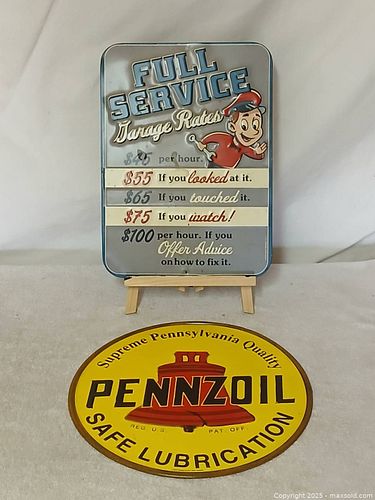 FULL
SERVICE
Garage Rates
$45 per hour.
$55 If you looked at it.
$65 If you touched it.
$75 If you watch!
$100 per hour. If you
Offer Advice
on how to fix it.
Supreme Pennsylvania Quality
PENNZOIL
REG. U.S. PAT. OFF.
SAFE LUBRICATION
Copyright 2025 - maxsold.com